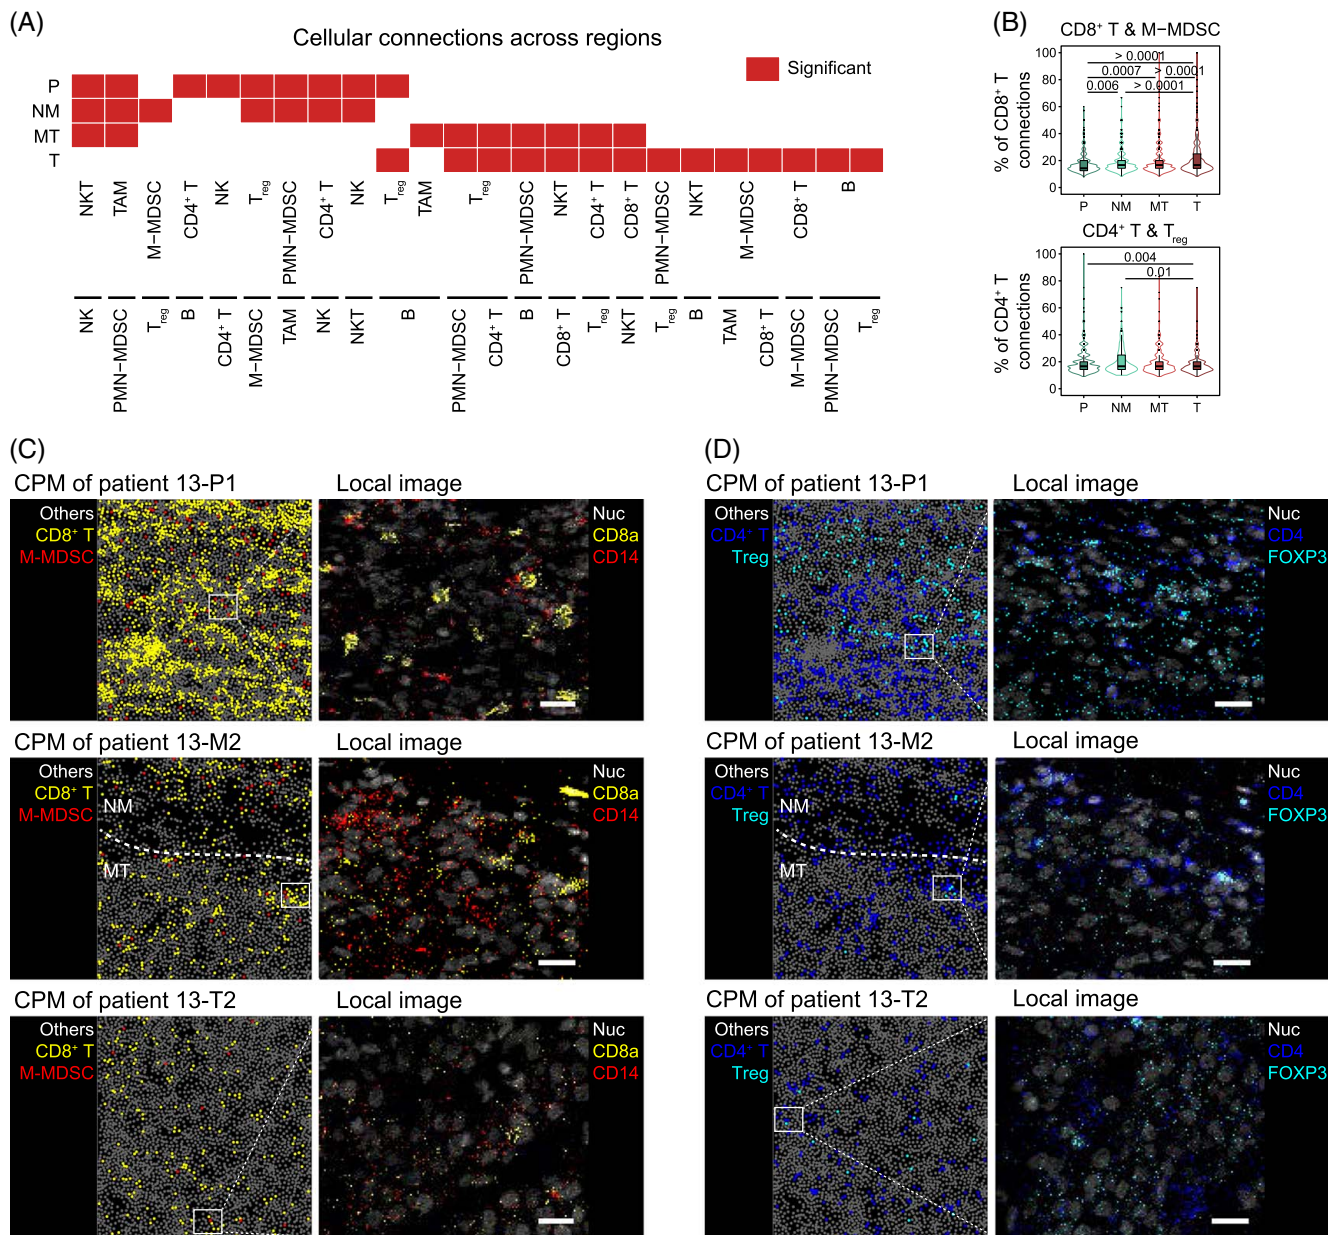 (A)
Cellular connections across regions
Significant
P
NM
MT
T
NKT
TAM
M-MDSC
CD4+ T
NK
Treg
PMN-MDSC
CD4+ T
NK
Treg
TAM
Treg
PMN-MDSC
NKT
CD4+ T
CD8+ T
PMN-MDSC
NKT
M-MDSC
CD8+ T
B
NK
PMN-MDSC
Treg
B
CD4+ T
M-MDSC
TAM
NK
NKT
B
PMN-MDSC
CD4+ T
B
CD8+ T
Treg
NKT
Treg
B
TAM
CD8+ T
M-MDSC
PMN-MDSC
Treg
(B)
CD8+ T & M-MDSC
% of CD8+ T connections
100
80
60
40
20
0
> 0.0001
0.0007
> 0.0001
0.006
> 0.0001
P NM MT T
CD4+ T & Treg
% of CD4+ T connections
100
80
60
40
20
0
0.004
0.01
P NM MT T
(C)
CPM of patient 13-P1
Local image
Others
CD8+ T
M-MDSC
Nuc
CD8a
CD14
CPM of patient 13-M2
Local image
Others
CD8+ T
M-MDSC
NM
MT
Nuc
CD8a
CD14
CPM of patient 13-T2
Local image
Others
CD8+ T
M-MDSC
Nuc
CD8a
CD14
(D)
CPM of patient 13-P1
Local image
Others
CD4+ T
Treg
Nuc
CD4
FOXP3
CPM of patient 13-M2
Local image
Others
CD4+ T
Treg
NM
MT
Nuc
CD4
FOXP3
CPM of patient 13-T2
Local image
Others
CD4+ T
Treg
Nuc
CD4
FOXP3